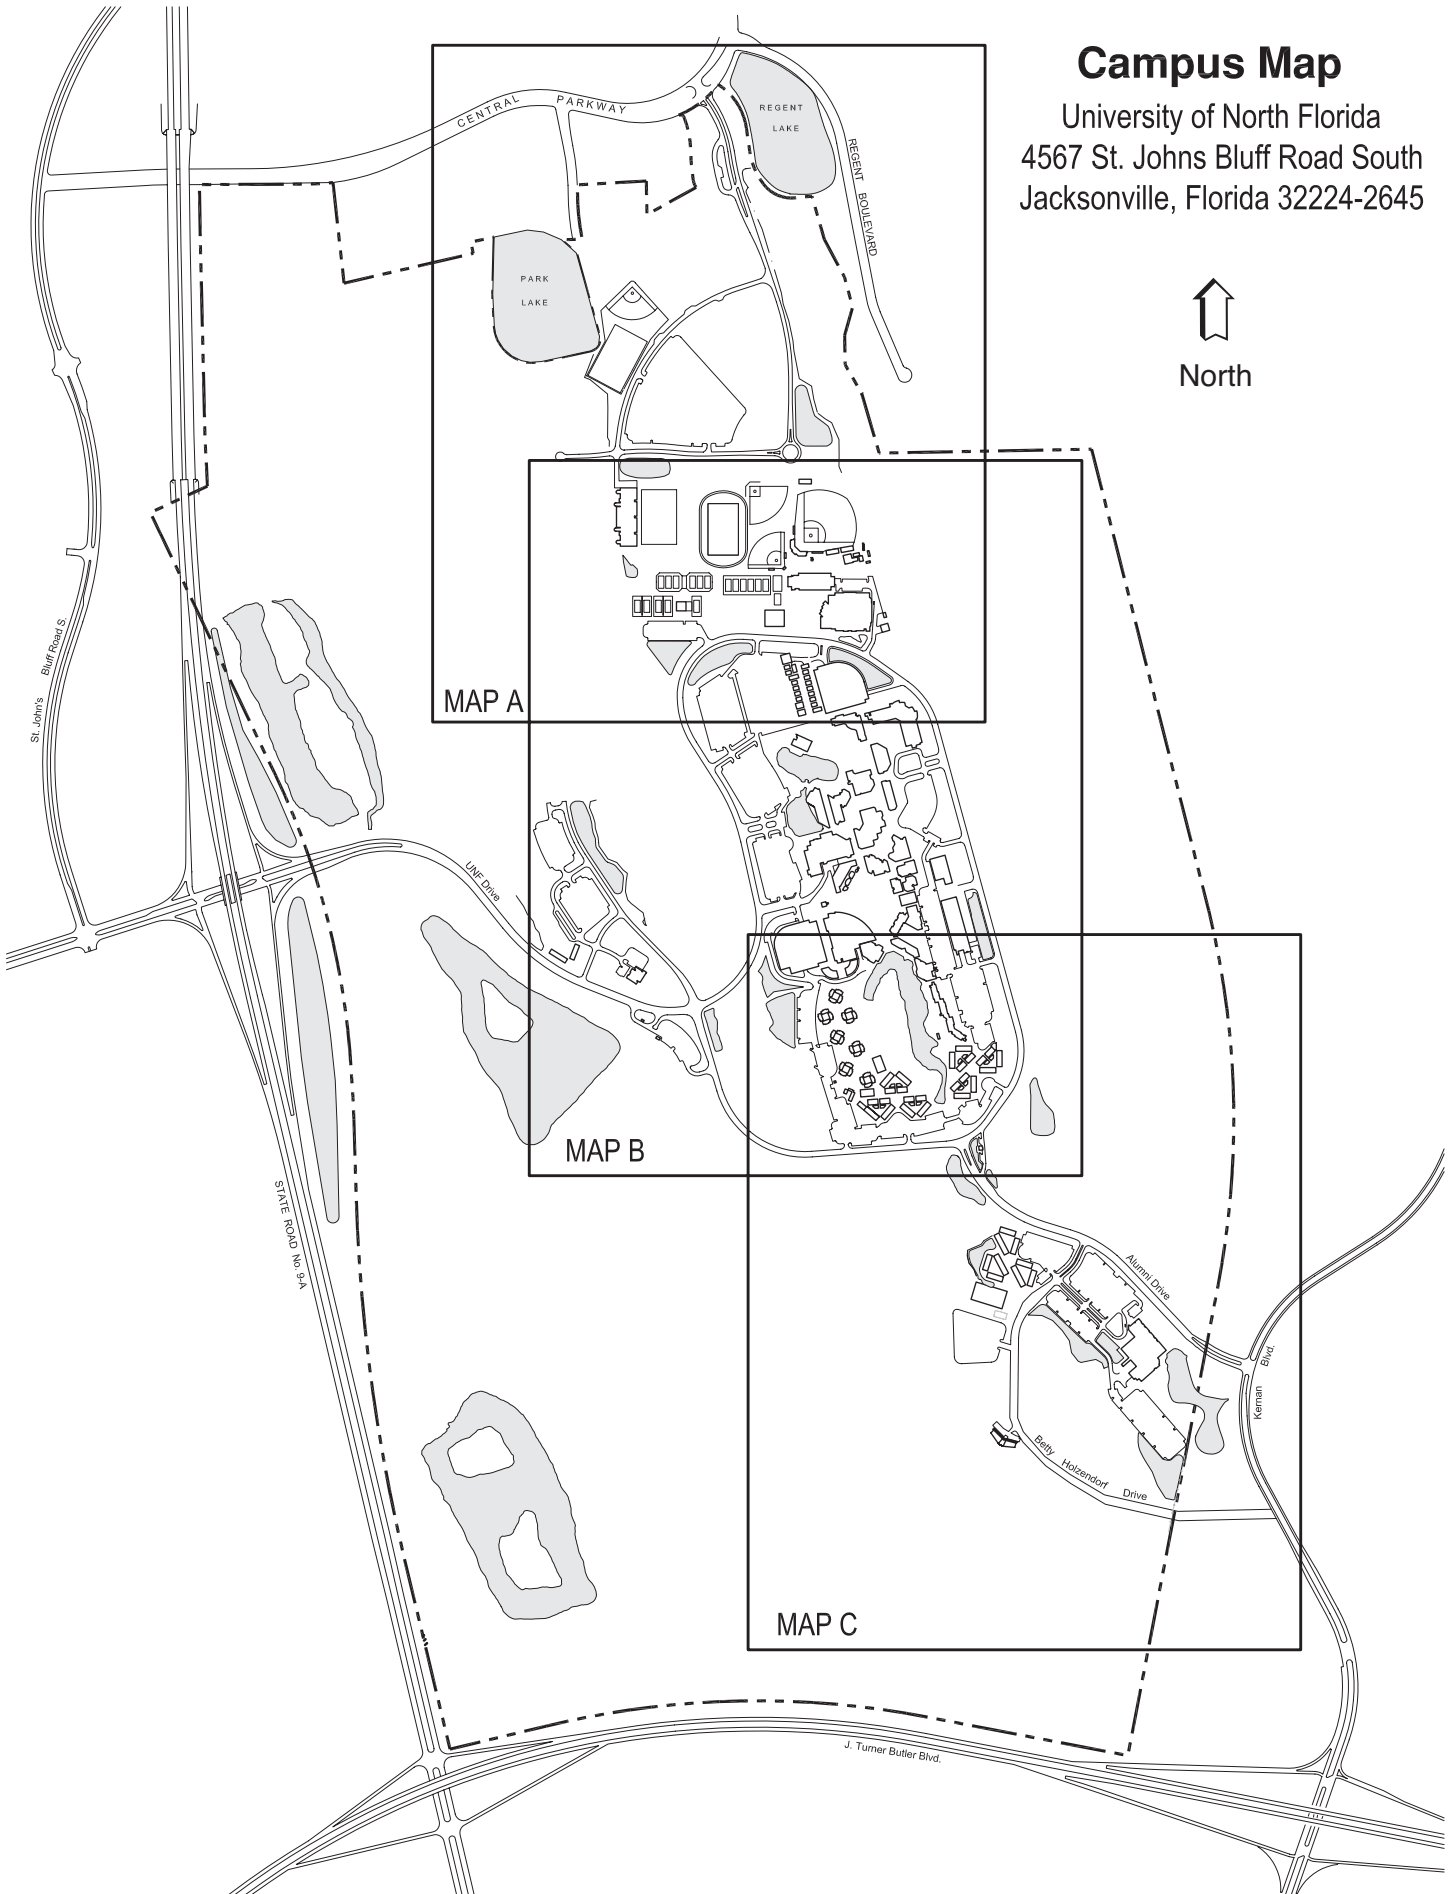 Campus Map
University of North Florida
4567 St. Johns Bluff Road South
Jacksonville, Florida 32224-2645
North
CENTRAL PARKWAY
REGENT
LAKE
REGENT BOULEVARD
PARK
LAKE
MAP A
St. John's Bluff Road S.
UNF Drive
MAP B
STATE ROAD No. 9-A
Alumni Drive
Kernan Blvd.
Betty Holzendorf Drive
MAP C
J. Turner Butler Blvd.